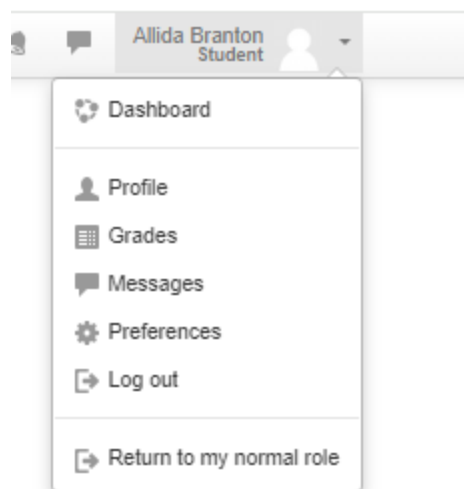 Allida Branton
Student
Dashboard
Profile
Grades
Messages
Preferences
Log out
Return to my normal role